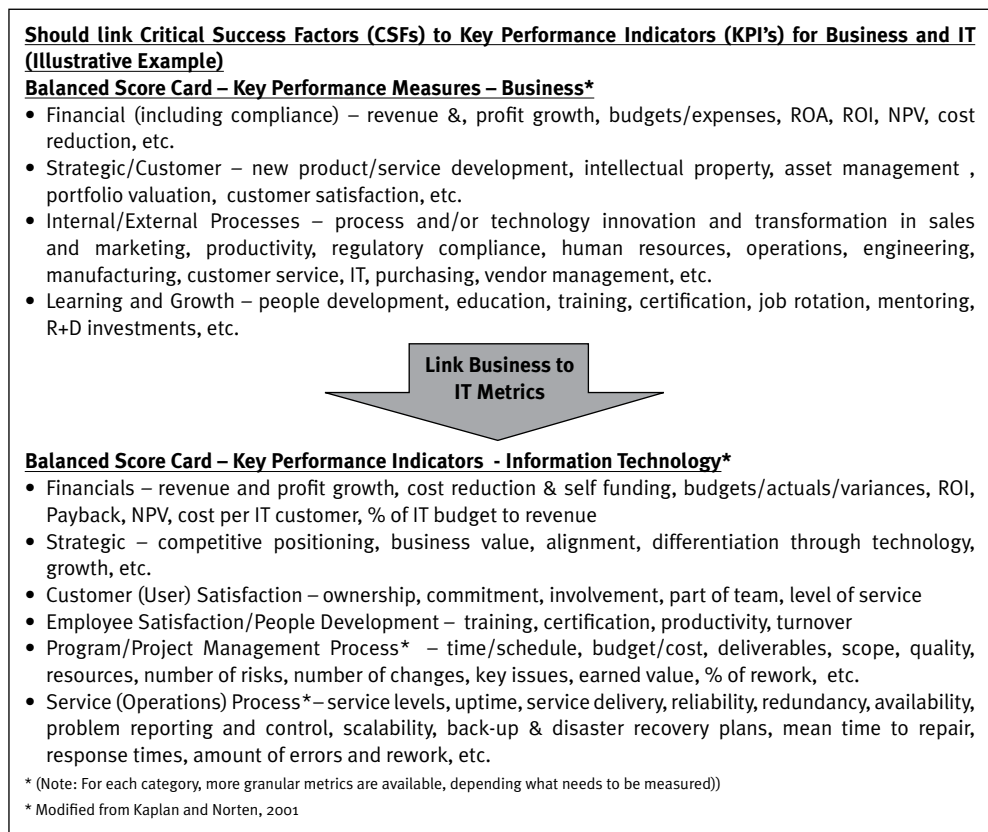 Should link Critical Success Factors (CSFs) to Key Performance Indicators (KPI's) for Business and IT
(Illustrative Example)
Balanced Score Card – Key Performance Measures – Business*
• Financial (including compliance) – revenue &, profit growth, budgets/expenses, ROA, ROI, NPV, cost
reduction, etc.
• Strategic/Customer – new product/service development, intellectual property, asset management ,
portfolio valuation, customer satisfaction, etc.
• Internal/External Processes – process and/or technology innovation and transformation in sales
and marketing, productivity, regulatory compliance, human resources, operations, engineering,
manufacturing, customer service, IT, purchasing, vendor management, etc.
• Learning and Growth – people development, education, training, certification, job rotation, mentoring,
R+D investments, etc.
Link Business to
IT Metrics
Balanced Score Card – Key Performance Indicators - Information Technology*
• Financials – revenue and profit growth, cost reduction & self funding, budgets/actuals/variances, ROI,
Payback, NPV, cost per IT customer, % of IT budget to revenue
• Strategic – competitive positioning, business value, alignment, differentiation through technology,
growth, etc.
• Customer (User) Satisfaction – ownership, commitment, involvement, part of team, level of service
• Employee Satisfaction/People Development – training, certification, productivity, turnover
• Program/Project Management Process* – time/schedule, budget/cost, deliverables, scope, quality,
resources, number of risks, number of changes, key issues, earned value, % of rework, etc.
• Service (Operations) Process*– service levels, uptime, service delivery, reliability, redundancy, availability,
problem reporting and control, scalability, back-up & disaster recovery plans, mean time to repair,
response times, amount of errors and rework, etc.
* (Note: For each category, more granular metrics are available, depending what needs to be measured))
* Modified from Kaplan and Norten, 2001